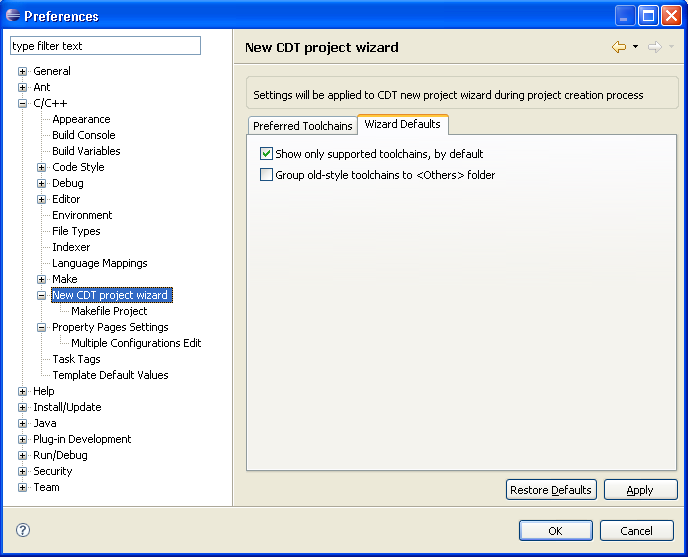 Preferences
type filter text
General
Ant
C/C++
Appearance
Build Console
Build Variables
Code Style
Debug
Editor
Environment
File Types
Indexer
Language Mappings
Make
New CDT project wizard
Makefile Project
Property Pages Settings
Multiple Configurations Edit
Task Tags
Template Default Values
Help
Install/Update
Java
Plug-in Development
Run/Debug
Security
Team
New CDT project wizard
Settings will be applied to CDT new project wizard during project creation process
Preferred Toolchains
Wizard Defaults
Show only supported toolchains, by default
Group old-style toolchains to <Others> folder
Restore Defaults
Apply
OK
Cancel